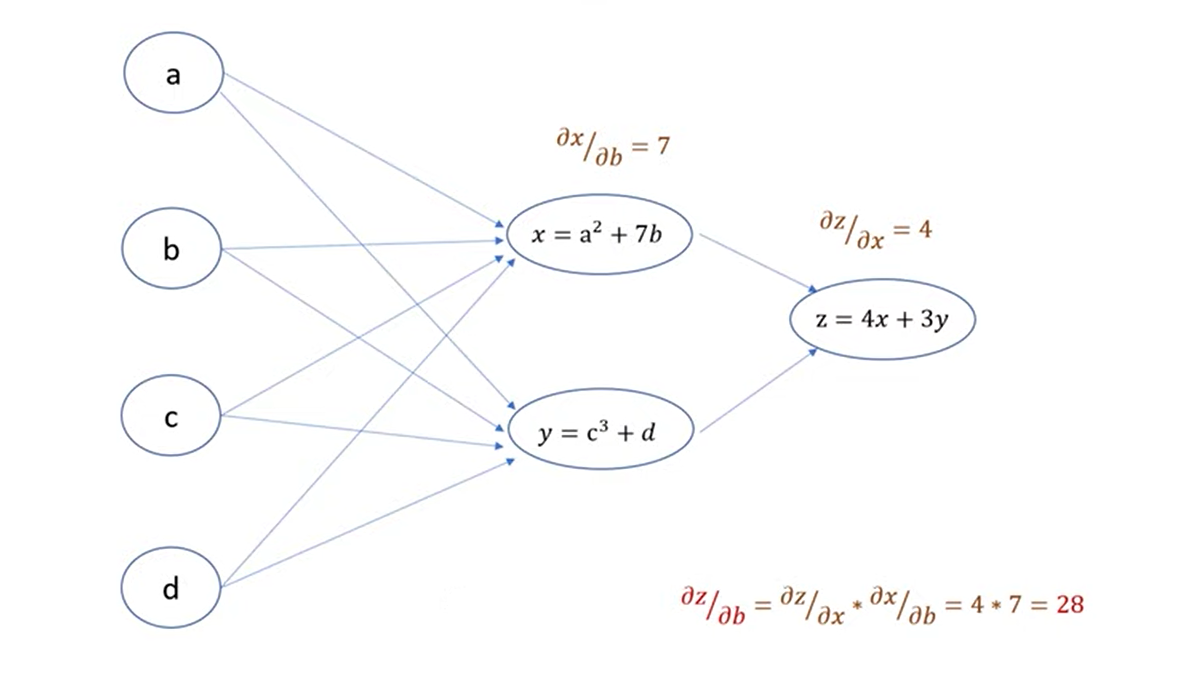 a
∂x/∂b = 7
b
x = a² + 7b
∂z/∂x = 4
z = 4x + 3y
c
y = c³ + d
d
∂z/∂b = ∂z/∂x * ∂x/∂b = 4 * 7 = 28